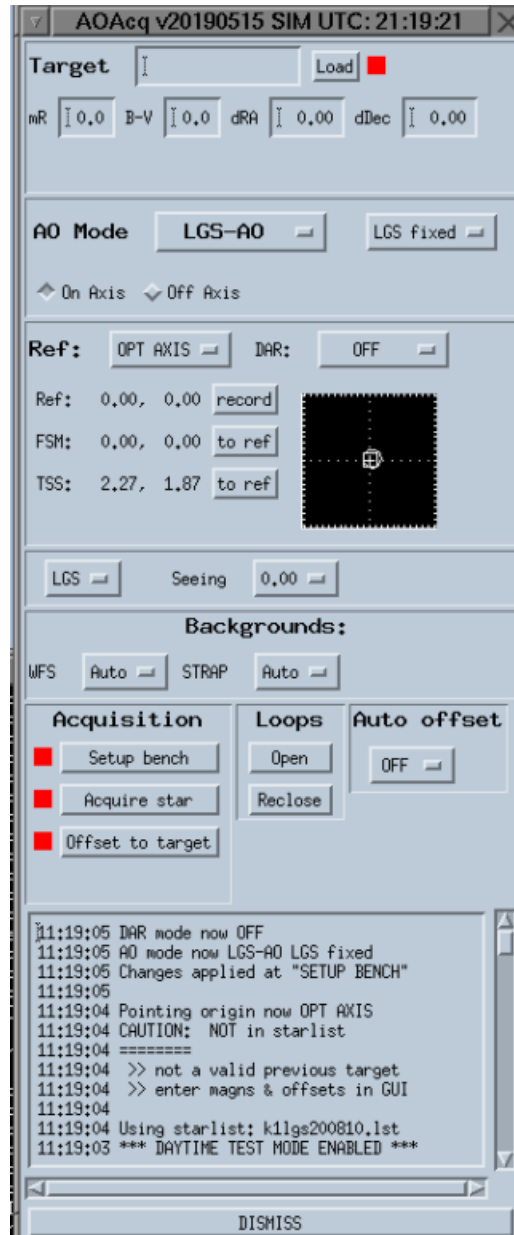 AOAcq v20190515 SIM UTC: 21:19:21
Target Load
mR 0.0 B-V 0.0 dRA 0.00 dDec 0.00
AO Mode LGS-AO LGS fixed
On Axis Off Axis
Ref: OPT AXIS DAR: OFF
Ref: 0.00, 0.00 record
FSM: 0.00, 0.00 to ref
TSS: 2.27, 1.87 to ref
LGS Seeing 0.00
Backgrounds:
WFS Auto STRAP Auto
Acquisition Loops Auto offset
Setup bench Open OFF
Acquire star Reclose
Offset to target
11:19:05 DAR mode now OFF
11:19:05 AO mode now LGS-AO LGS fixed
11:19:05 Changes applied at "SETUP BENCH"
11:19:05
11:19:04 Pointing origin now OPT AXIS
11:19:04 CAUTION: NOT in starlist
11:19:04 ========
11:19:04 >> not a valid previous target
11:19:04 >> enter magns & offsets in GUI
11:19:04
11:19:04 Using starlist: k1lgs200810.lst
11:19:03 *** DAYTIME TEST MODE ENABLED ***
DISMISS